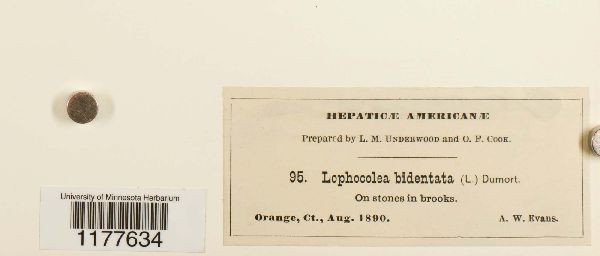 HEPATICÆ AMERICANÆ
Prepared by L. M. UNDERWOOD and O. F. COOK.
95. Lophocolea bidentata (L.) Dumort.
On stones in brooks.
Orange, Ct., Aug. 1890. A. W. Evans.
University of Minnesota Herbarium
1177634